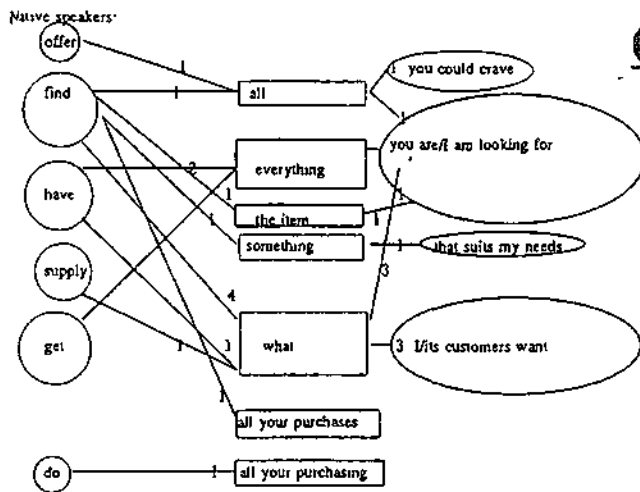 Native speakers:
offer
1
find
1
all
1 you could crave
1
you are/I am looking for
2
everything
have
1
1
the item
1
1
something
1
that suits my needs
supply
3
4
get
1
1
what
3 I/its customers want
1
all your purchases
do
1
all your purchasing